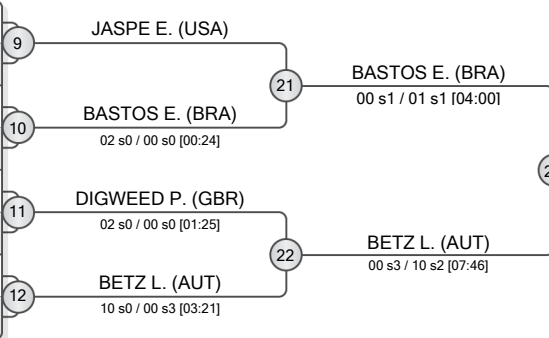 9
JASPE E. (USA)
21
BASTOS E. (BRA)
00 s1 / 01 s1 [04:00]
10
BASTOS E. (BRA)
02 s0 / 00 s0 [00:24]
11
DIGWEED P. (GBR)
02 s0 / 00 s0 [01:25]
22
BETZ L. (AUT)
00 s3 / 10 s2 [07:46]
12
BETZ L. (AUT)
10 s0 / 00 s3 [03:21]